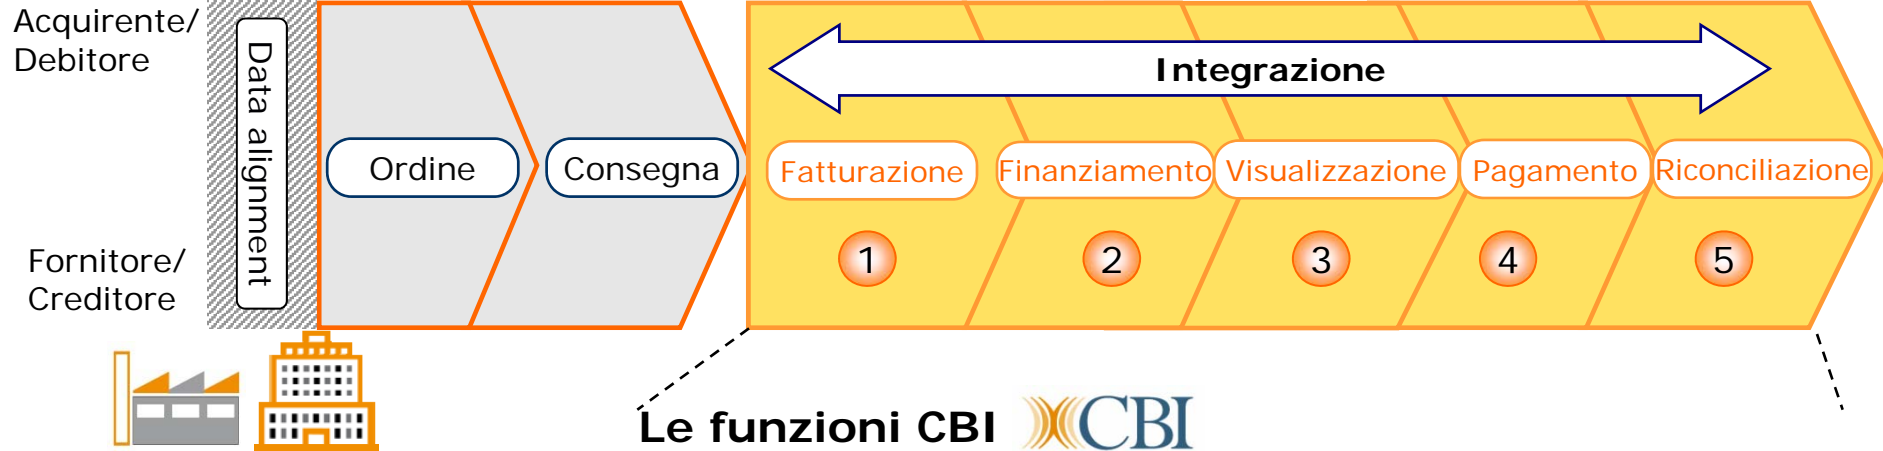 Acquirente/
Debitore
Data alignment
Integrazione
Ordine
Consegna
Fatturazione
Finanziamento
Visualizzazione
Pagamento
Riconciliazione
1
2
3
4
5
Fornitore/
Creditore
Le funzioni CBI
CBI